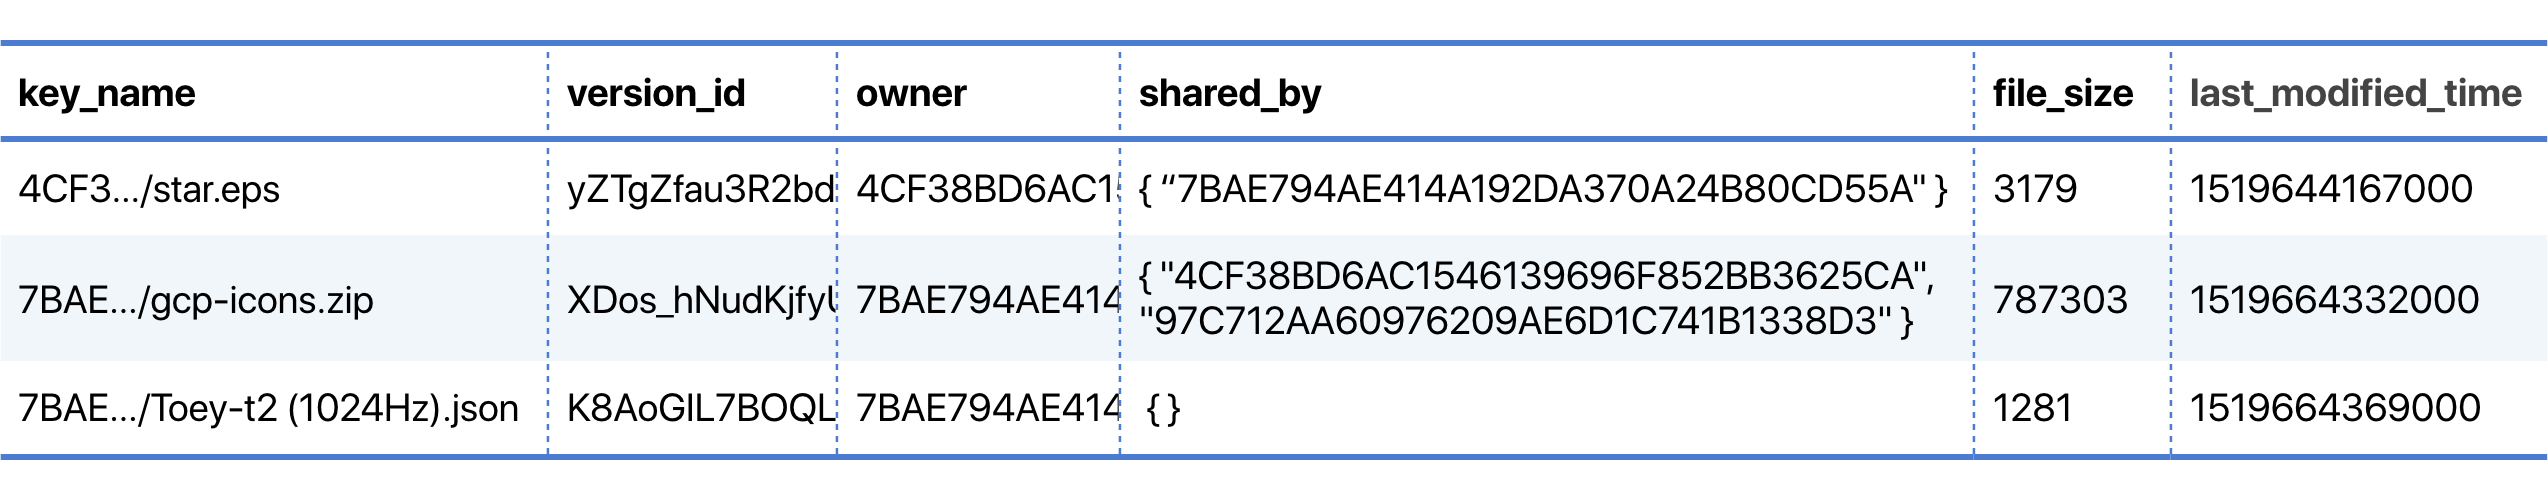 key_name version_id owner shared_by file_size last_modified_time
4CF3.../star.eps yZTgZfau3R2bd 4CF38BD6AC1 { “7BAE794AE414A192DA370A24B80CD55A" } 3179 1519644167000
{ "4CF38BD6AC1546139696F852BB3625CA",
7BAE.../gcp-icons.zip XDos_hNudKjfyU 7BAE794AE414 787303 1519664332000
"97C712AA60976209AE6D1C741B1338D3" }
7BAE.../Toey-t2 (1024Hz).json K8AoGIL7BOQL 7BAE794AE414 {} 1281 1519664369000